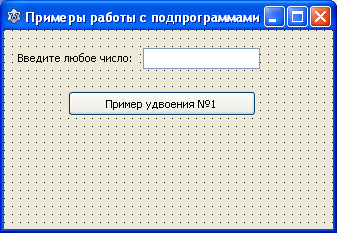 Примеры работы с подпрограммами
Введите любое число:
Пример удвоения №1